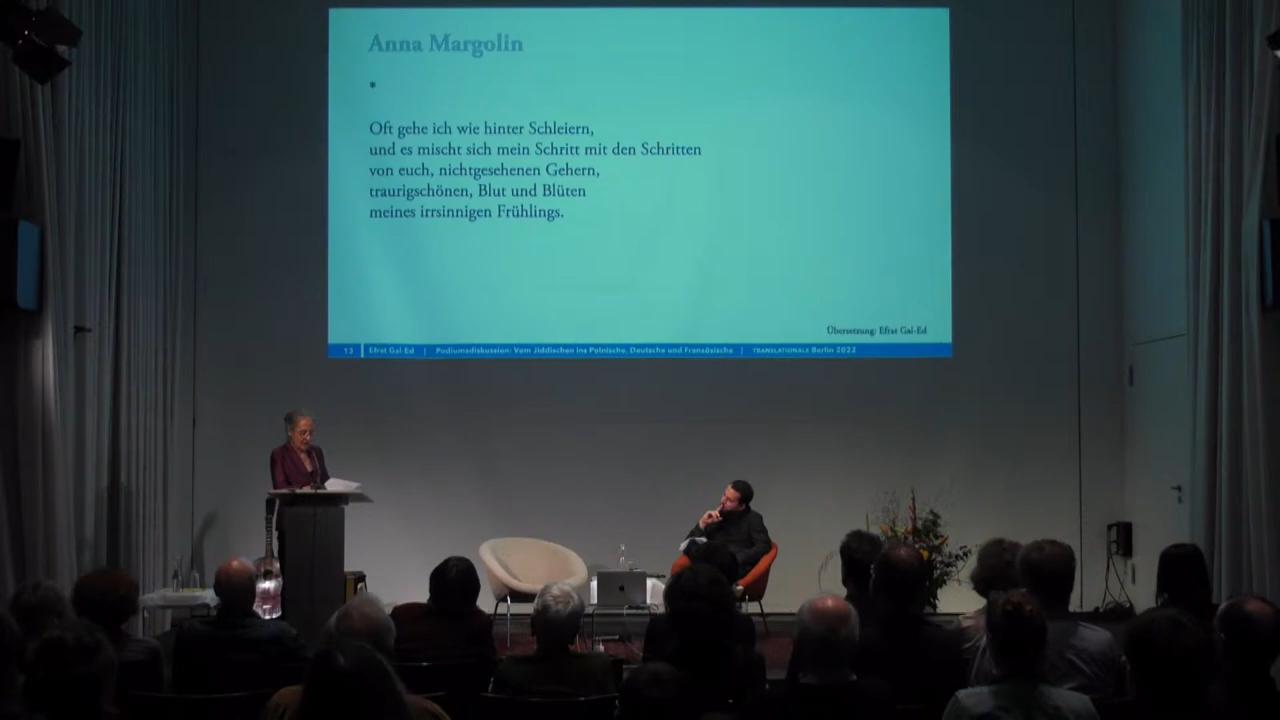 Anna Margolin
*
Oft gehe ich wie hinter Schleiern,
und es mischt sich mein Schritt mit den Schritten
von euch, nichtgesehenen Gehern,
traurigschönen, Blut und Blüten
meines irrsinnigen Frühlings.
Übersetzung: Efrat Gal-Ed
13 | Efrat Gal-Ed | Podiumsdiskussion: Vom Jiddischen ins Polnische, Deutsche und Französische | TRANSLATIONALE Berlin 2022